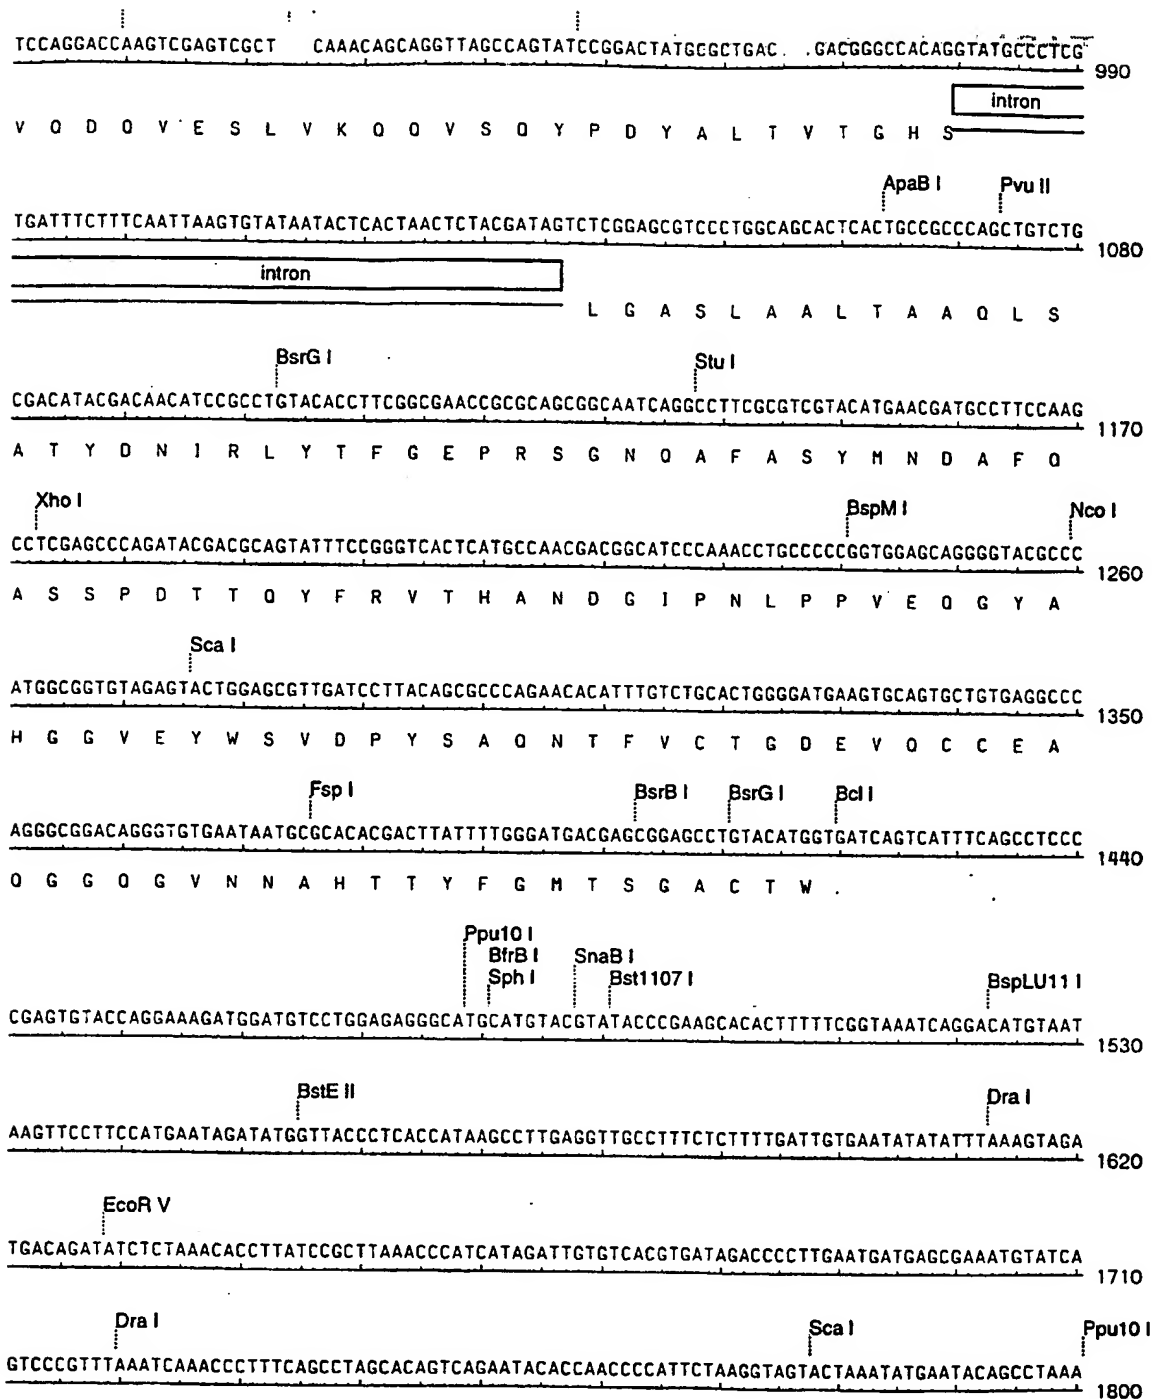 TCCAGGACCAAGTCGAGTCGCT CAAACAGCAGGTTAGCCAGTATCCGGACTATGCGCTGAC GACGGGCCACAGGTATGCCCTCG 990
intron
V Q D Q V E S L V K Q Q V S Q Y P D Y A L T V T G H S
ApaB I Pvu II
TGATTTCTTTCAATTAAGTGTATAATACTCACTAACTCTACGATAGTCTCGGAGCGTCCCTGGCAGCACTCACTGCCGCCCAGCTGTCTG 1080
intron
L G A S L A A L T A A Q L S
BsrG I Stu I
CGACATACGACAACATCCGCCTGTACACCTTCGGCGAACCGCGCAGCGGCAATCAGGCCTTCGCGTCGTACATGAACGATGCCTTCCAAG 1170
A T Y D N I R L Y T F G E P R S G N Q A F A S Y M N D A F Q
Xho I BspM I Nco I
CCTCGAGCCCAGATACGACGCAGTATTTCCGGGTCACTCATGCCAACGACGGCATCCCAAACCTGCCCCCGGTGGAGCAGGGGTACGCCC 1260
A S S P D T T Q Y F R V T H A N D G I P N L P P V E Q G Y A
Sca I
ATGGCGGTGTAGAGTACTGGAGCGTTGATCCTTACAGCGCCCAGAACACATTTGTCTGCACTGGGGATGAAGTGCAGTGCTGTGAGGCCC 1350
H G G V E Y W S V D P Y S A Q N T F V C T G D E V Q C C E A
Fsp I BsrB I BsrG I Bcl I
AGGGCGGACAGGGTGTGAATAATGCGCACACGACTTATTTTGGGATGACGAGCGGAGCCTGTACATGGTGATCAGTCATTTCAGCCTCCC 1440
Q G G Q G V N N A H T T Y F G M T S G A C T W .
Ppu10 I
BfrB I SnaB I
Sph I Bst1107 I BspLU11 I
CGAGTGTACCAGGAAAGATGGATGTCCTGGAGAGGGCATGCATGTACGTATACCCGAAGCACACTTTTTCGGTAAATCAGGACATGTAAT 1530
BstE II Dra I
AAGTTCCTTCCATGAATAGATATGGTTACCCTCACCATAAGCCTTGAGGTTGCCTTTCTCTTTTGATTGTGAATATATATTTAAAGTAGA 1620
EcoR V
TGACAGATATCTCTAAACACCTTATCCGCTTAAACCCATCATAGATTGTGTCACGTGATAGACCCCTTGAATGATGAGCGAAATGTATCA 1710
Dra I Sca I Ppu10 I
GTCCCGTTTAAATCAAACCCTTTCAGCCTAGCACAGTCAGAATACACCAACCCCATTCTAAGGTAGTACTAAATATGAATACAGCCTAAA 1800